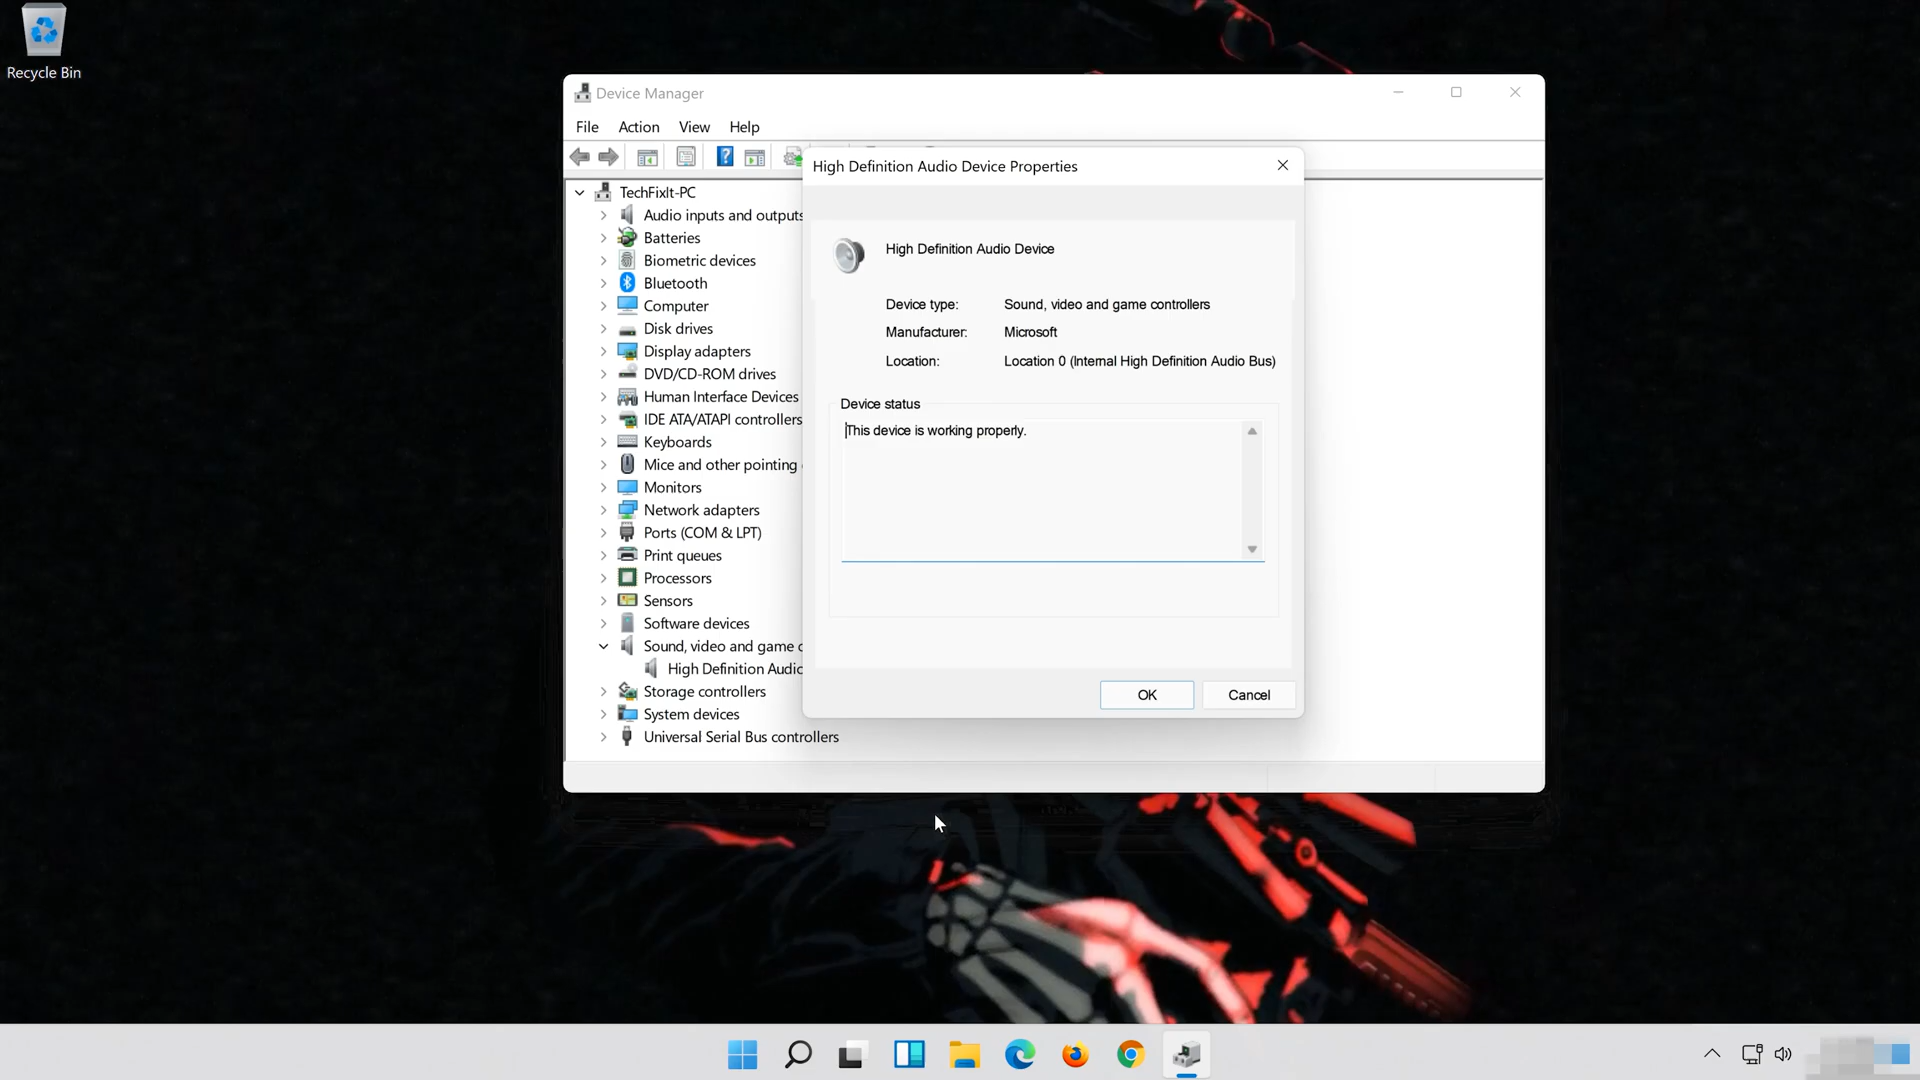 Recycle Bin
Device Manager
File Action View Help
High Definition Audio Device Properties
TechFixIt-PC
Audio inputs and outputs
Batteries
Biometric devices
Bluetooth
Computer
Disk drives
Display adapters
DVD/CD-ROM drives
Human Interface Devices
IDE ATA/ATAPI controllers
Keyboards
Mice and other pointing
Monitors
Network adapters
Ports (COM & LPT)
Print queues
Processors
Sensors
Software devices
Sound, video and game c
High Definition Audio
Storage controllers
System devices
Universal Serial Bus controllers
High Definition Audio Device
Device type: Sound, video and game controllers
Manufacturer: Microsoft
Location: Location 0 (Internal High Definition Audio Bus)
Device status
This device is working properly.
OK Cancel